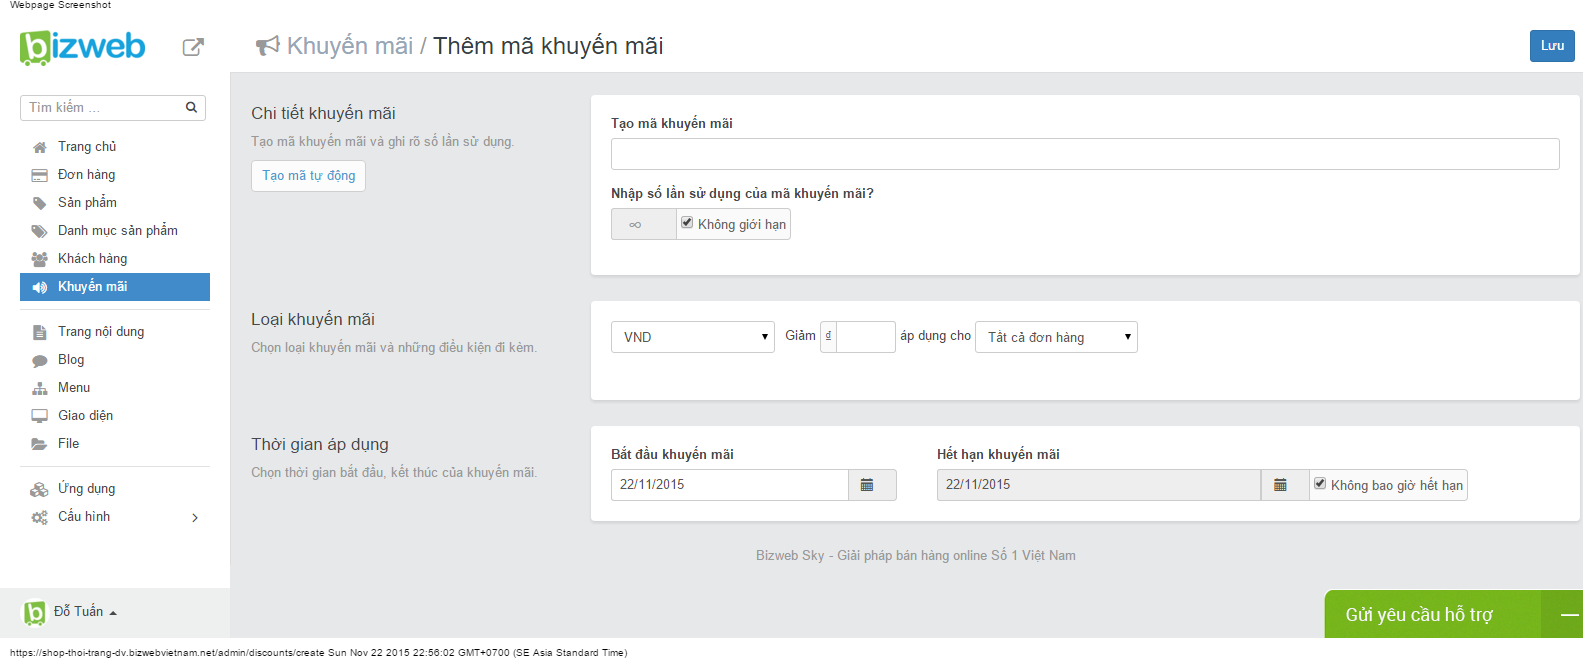 Webpage Screenshot
bizweb
Khuyến mãi / Thêm mã khuyến mãi
Lưu
Tìm kiếm ...
Trang chủ
Đơn hàng
Sản phẩm
Danh mục sản phẩm
Khách hàng
Khuyến mãi
Trang nội dung
Blog
Menu
Giao diện
File
Ứng dụng
Cấu hình
Đỗ Tuấn
Chi tiết khuyến mãi
Tạo mã khuyến mãi và ghi rõ số lần sử dụng.
Tạo mã tự động
Tạo mã khuyến mãi
Nhập số lần sử dụng của mã khuyến mãi?
∞ Không giới hạn
Loại khuyến mãi
Chọn loại khuyến mãi và những điều kiện đi kèm.
VND Giảm ₫ áp dụng cho Tất cả đơn hàng
Thời gian áp dụng
Chọn thời gian bắt đầu, kết thúc của khuyến mãi.
Bắt đầu khuyến mãi
22/11/2015
Hết hạn khuyến mãi
22/11/2015 Không bao giờ hết hạn
Bizweb Sky - Giải pháp bán hàng online Số 1 Việt Nam
Gửi yêu cầu hỗ trợ
https://shop-thoi-trang-dv.bizwebvietnam.net/admin/discounts/create Sun Nov 22 2015 22:56:02 GMT+0700 (SE Asia Standard Time)